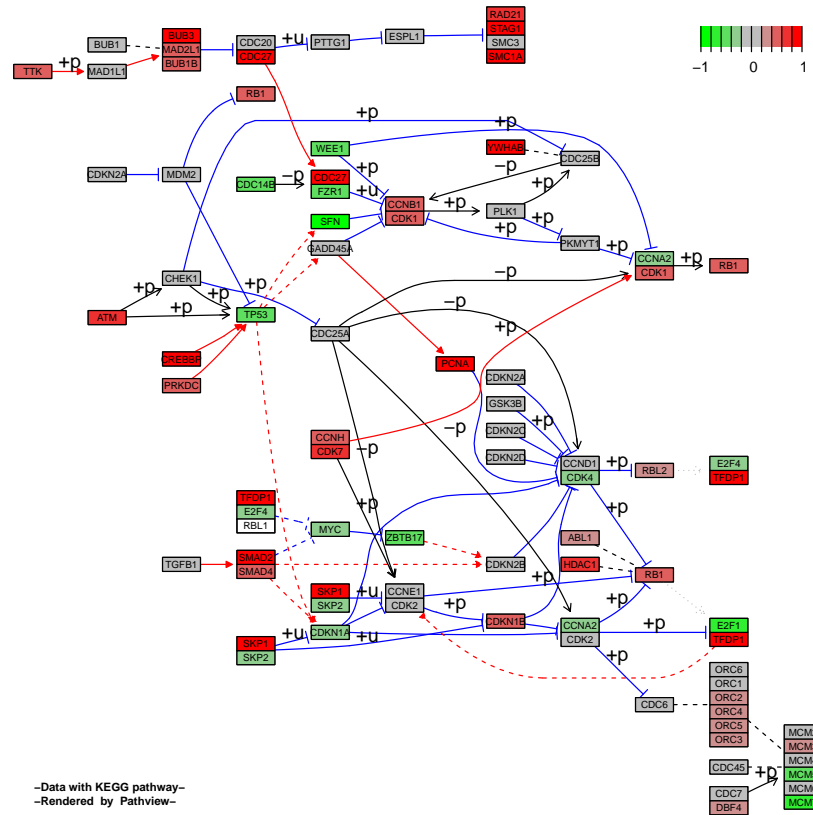 RAD21
STAG1
SMC3
SMC1A
−1 0 1
BUB1
BUB3
MAD2L1
BUB1B
CDC20
CDC27
+u
PTTG1
ESPL1
TTK
+p
MAD1L1
RB1
+p
WEE1
YWHAB
CDC25B
CDKN2A
MDM2
CDC14B
−p
CDC27
FZR1
+p
+u
−p
+p
CCNB1
CDK1
+p
PLK1
+p
SFN
GADD45A
PKMYT1
+p
CCNA2
CDK1
+p
RB1
CHEK1
+p
+p
−p
ATM
+p
+p
TP53
CDC25A
−p
+p
CREBBP
PRKDC
PCNA
CDKN2A
GSK3B
+p
CDKN2C
CDKN2D
−p
CCNH
CDK7
−p
+p
CCND1
CDK4
+p
RBL2
E2F4
TFDP1
+p
TFDP1
E2F4
RBL1
MYC
ZBTB17
ABL1
TGFB1
SMAD2
SMAD4
CDKN2B
HDAC1
+p
RB1
SKP1
SKP2
+u
CCNE1
CDK2
+p
+p
SKP1
SKP2
+u
CDKN1A
+u
CDKN1B
CCNA2
CDK2
+p
E2F1
TFDP1
+p
CDC6
ORC6
ORC1
ORC2
ORC4
ORC5
ORC3
CDC45
+p
CDC7
DBF4
−Data with KEGG pathway−
−Rendered by Pathview−